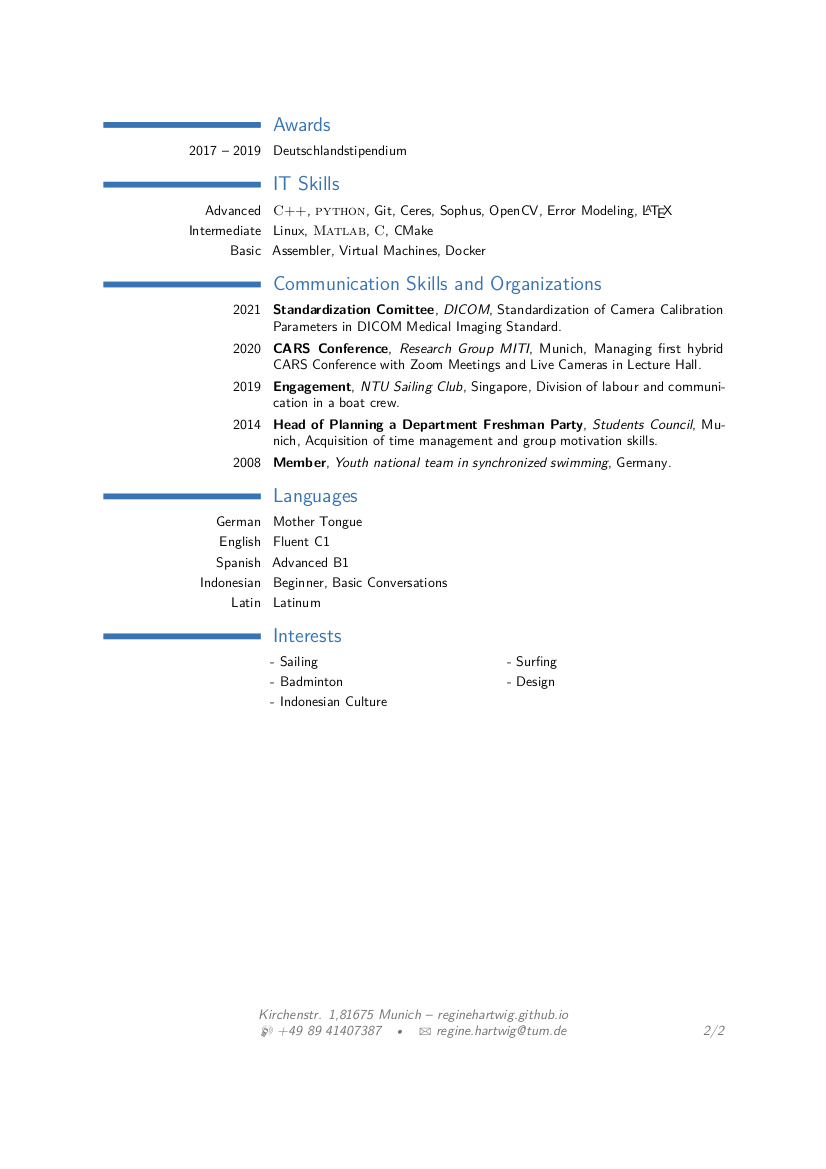 Awards
2017 – 2019 Deutschlandstipendium
IT Skills
Advanced C++, PYTHON, Git, Ceres, Sophus, OpenCV, Error Modeling, LATEX
Intermediate Linux, MATLAB, C, CMake
Basic Assembler, Virtual Machines, Docker
Communication Skills and Organizations
2021 Standardization Comittee, DICOM, Standardization of Camera Calibration
Parameters in DICOM Medical Imaging Standard.
2020 CARS Conference, Research Group MITI, Munich, Managing first hybrid
CARS Conference with Zoom Meetings and Live Cameras in Lecture Hall.
2019 Engagement, NTU Sailing Club, Singapore, Division of labour and communi-
cation in a boat crew.
2014 Head of Planning a Department Freshman Party, Students Council, Mu-
nich, Acquisition of time management and group motivation skills.
2008 Member, Youth national team in synchronized swimming, Germany.
Languages
German Mother Tongue
English Fluent C1
Spanish Advanced B1
Indonesian Beginner, Basic Conversations
Latin Latinum
Interests
- Sailing - Surfing
- Badminton - Design
- Indonesian Culture
Kirchenstr. 1,81675 Munich – reginehartwig.github.io
+49 89 41407387 • regine.hartwig@tum.de 2/2